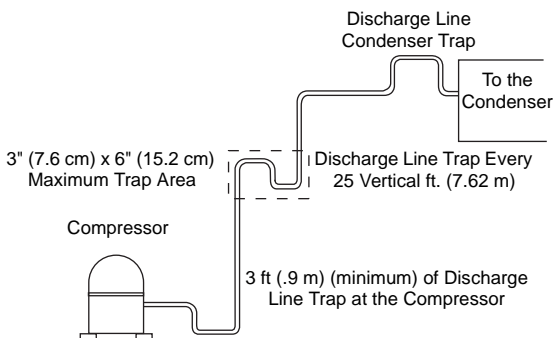 Discharge Line
Condenser Trap
To the
Condenser
3" (7.6 cm) x 6" (15.2 cm)
Maximum Trap Area
Discharge Line Trap Every
25 Vertical ft. (7.62 m)
Compressor
3 ft (.9 m) (minimum) of Discharge
Line Trap at the Compressor